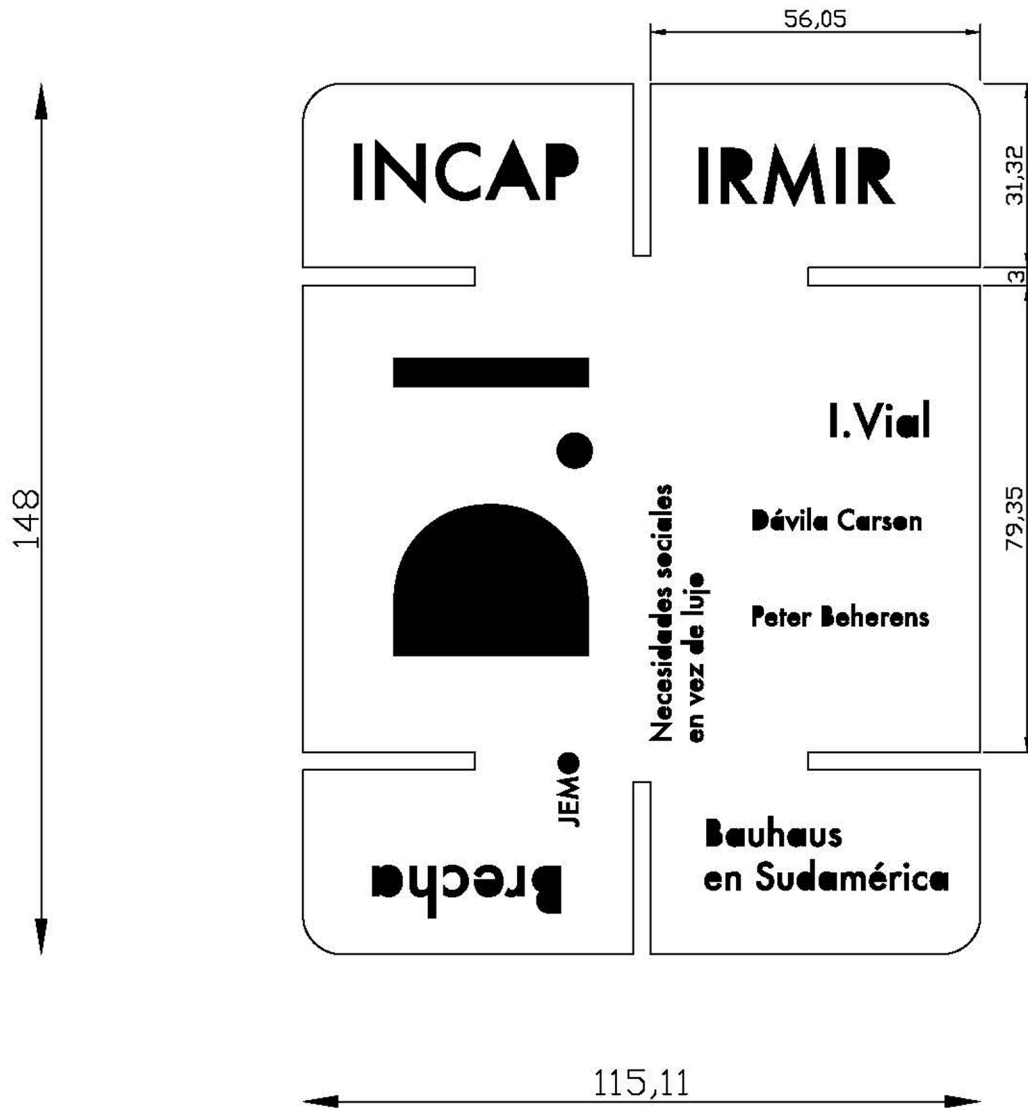 56,05
INCAP
IRMIR
31,32
3
I.Vial
148
Necesidades sociales
en vez de lujo
Dávila Carson
79,35
Peter Beherens
JEMO
Brecha
Bauhaus
en Sudamérica
115,11